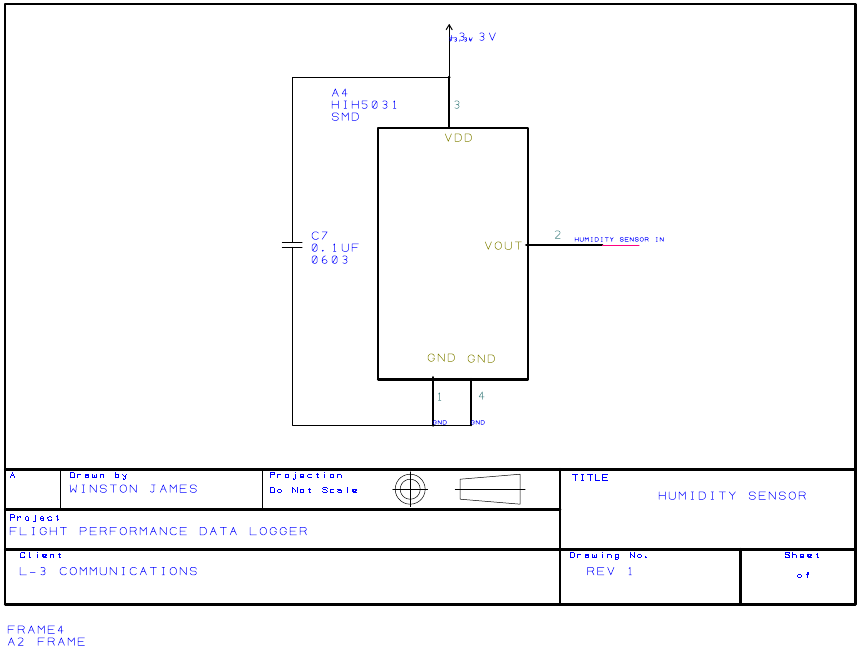 3.3V
A4
HIH5031
SMD
3
VDD
C7
0.1UF
0603
VOUT
2
HUMIDITY SENSOR IN
GND GND
1
4
GND GND
A
Drawn by
WINSTON JAMES
Projection
Do Not Scale
TITLE
HUMIDITY SENSOR
Project
FLIGHT PERFORMANCE DATA LOGGER
Client
L-3 COMMUNICATIONS
Drawing No.
REV 1
Sheet
of
FRAME4
A2 FRAME